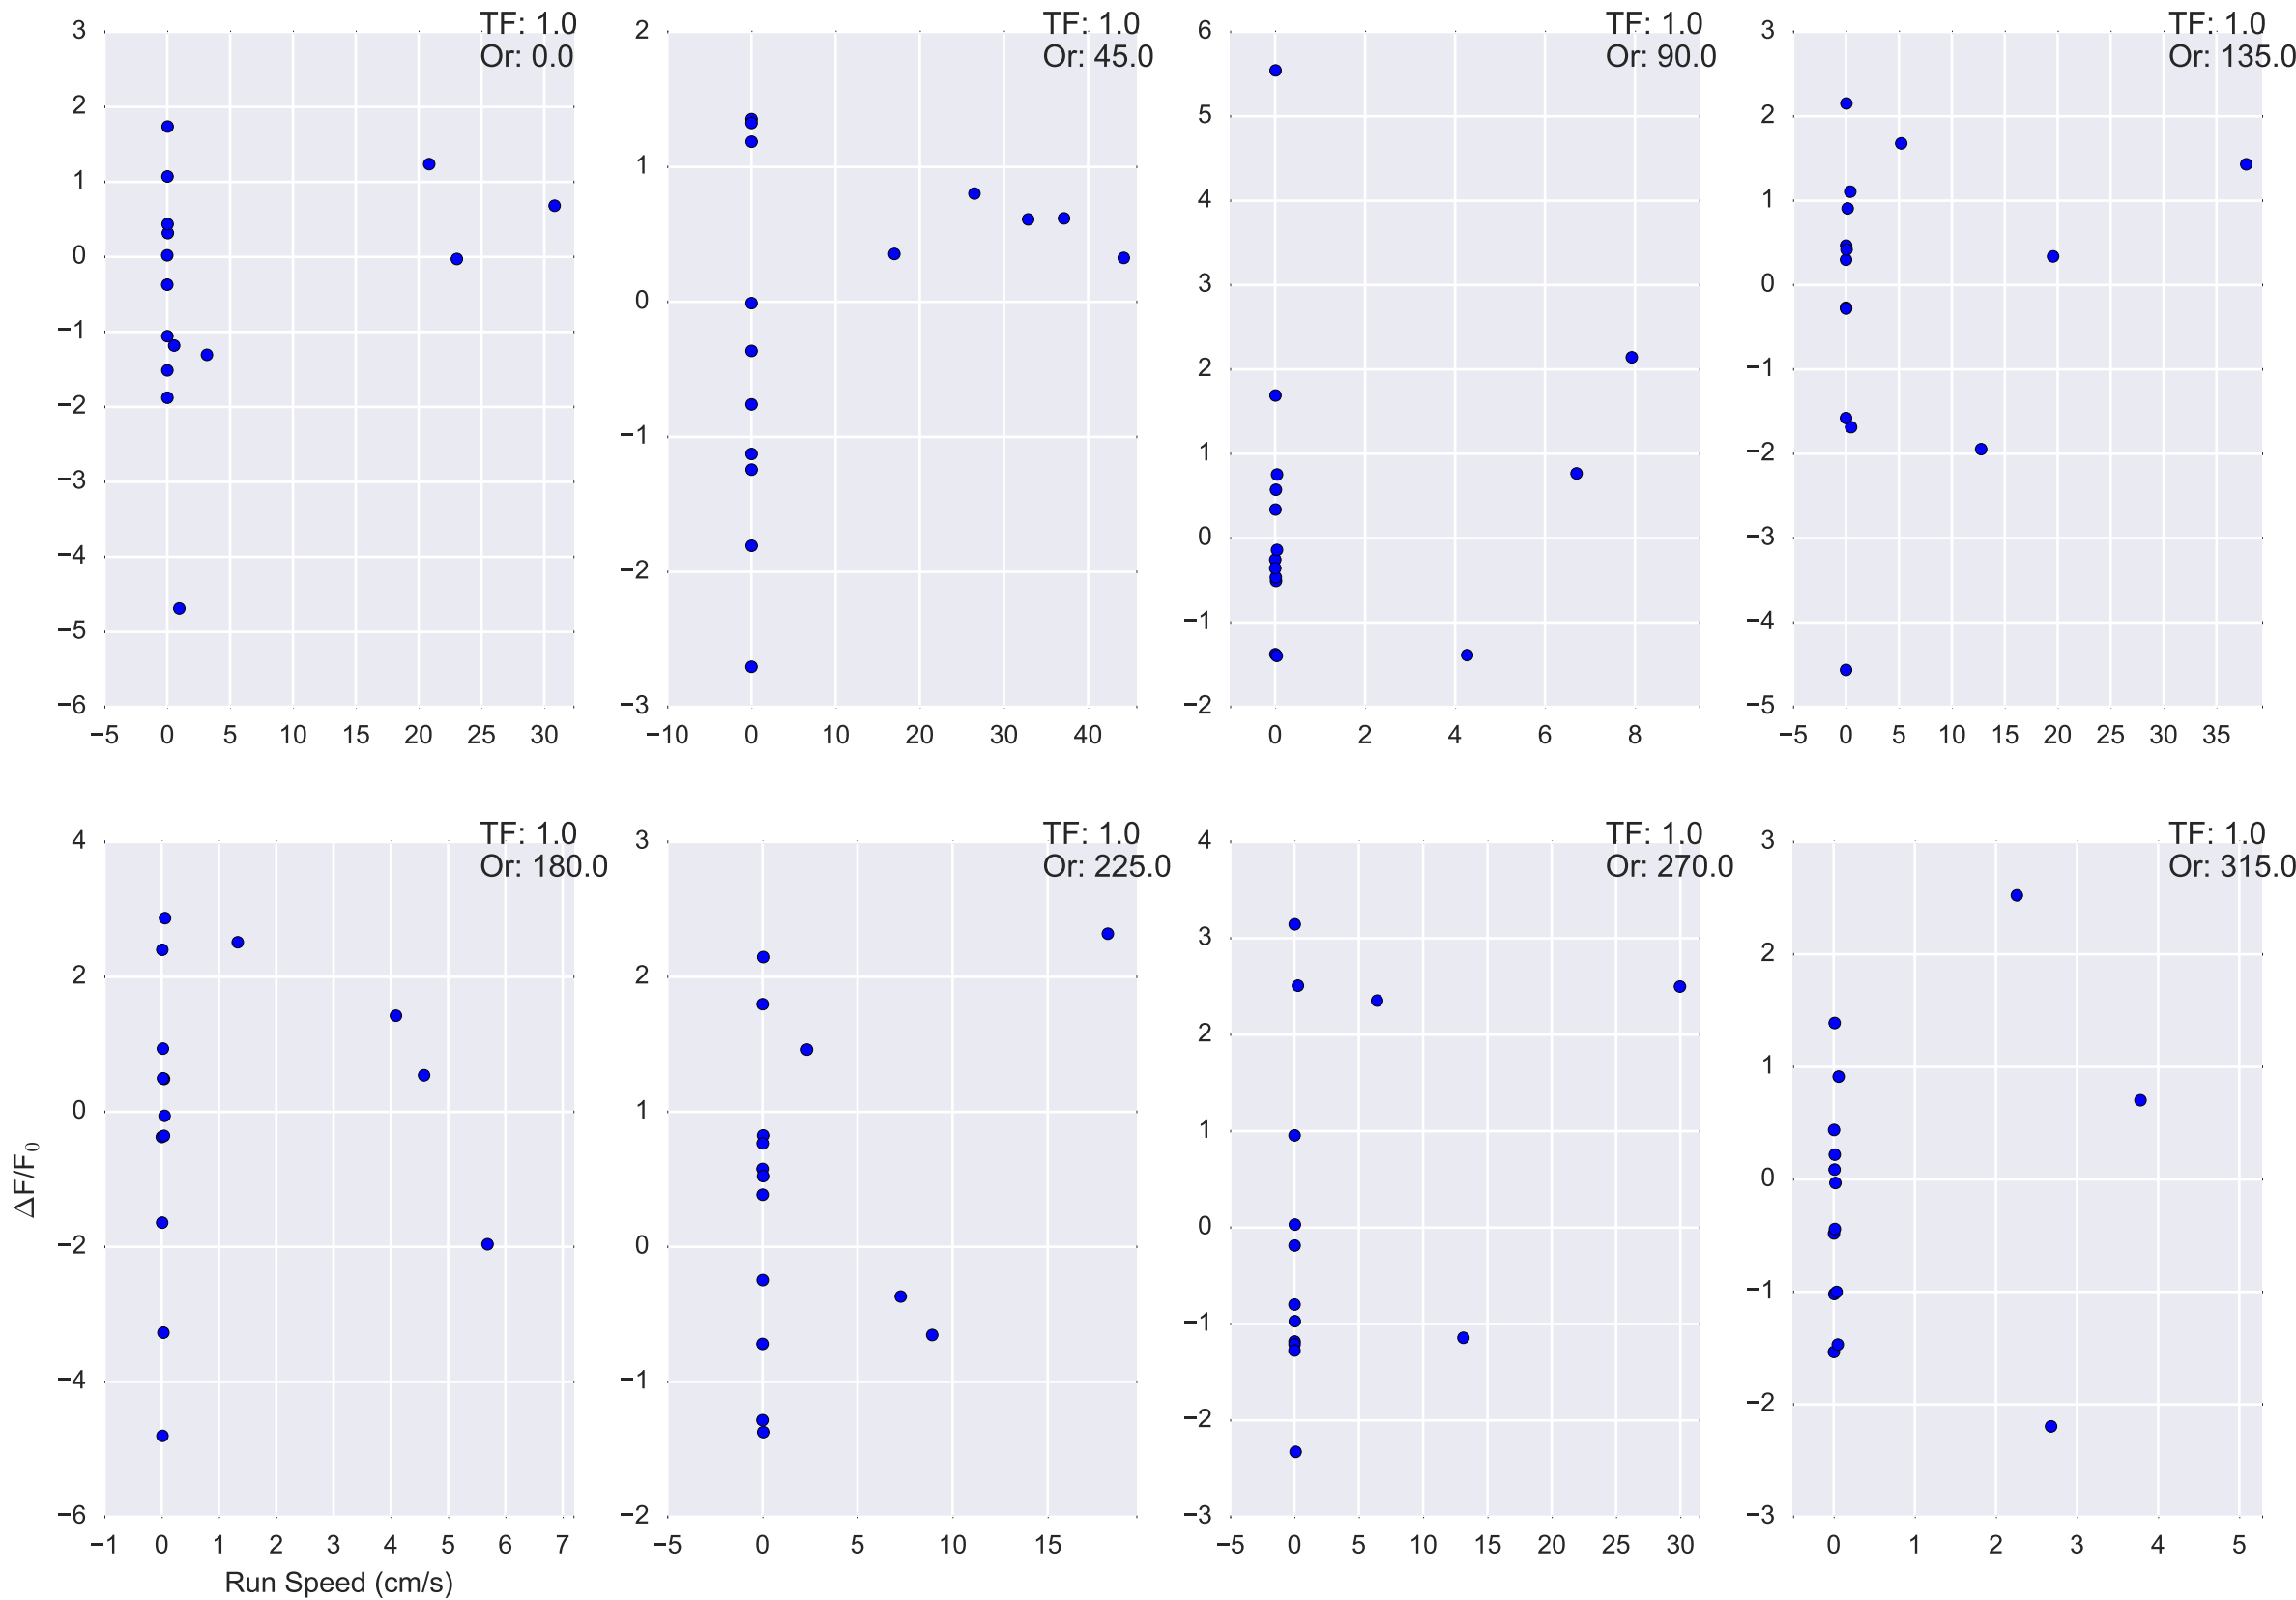 TF: 1.0
Or: 0.0
3
2
1
0
−1
−2
−3
−4
−5
−6
−5 0 5 10 15 20 25 30
TF: 1.0
Or: 45.0
2
1
0
−1
−2
−3
−10 0 10 20 30 40
TF: 1.0
Or: 90.0
6
5
4
3
2
1
0
−1
−2
0 2 4 6 8
TF: 1.0
Or: 135.0
3
2
1
0
−1
−2
−3
−4
−5
−5 0 5 10 15 20 25 30 35
TF: 1.0
Or: 180.0
4
2
0
−2
−4
−6
ΔF/F0
−1 0 1 2 3 4 5 6 7
Run Speed (cm/s)
TF: 1.0
Or: 225.0
3
2
1
0
−1
−2
−5 0 5 10 15
TF: 1.0
Or: 270.0
4
3
2
1
0
−1
−2
−3
−5 0 5 10 15 20 25 30
TF: 1.0
Or: 315.0
3
2
1
0
−1
−2
−3
0 1 2 3 4 5